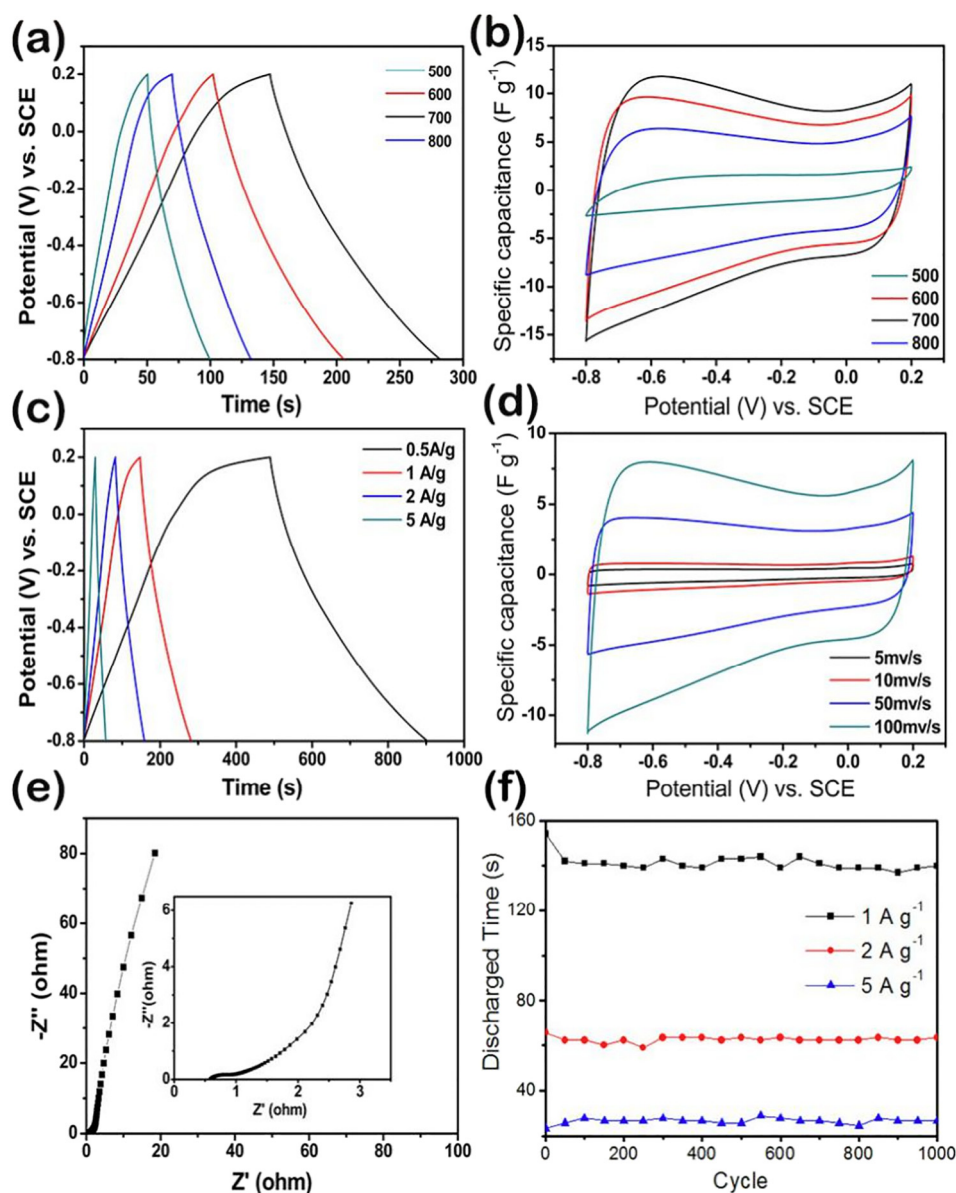 (a)
0.2
0.0
-0.2
-0.4
-0.6
-0.8
Potential (V) vs. SCE
500
600
700
800
0 50 100 150 200 250 300
Time (s)
(b)
15
10
5
0
-5
-10
-15
Specific capacitance (F g⁻¹)
500
600
700
800
-0.8 -0.6 -0.4 -0.2 0.0 0.2
Potential (V) vs. SCE
(c)
0.2
0.0
-0.2
-0.4
-0.6
-0.8
Potential (V) vs. SCE
0.5A/g
1 A/g
2 A/g
5 A/g
0 200 400 600 800 1000
Time (s)
(d)
10
5
0
-5
-10
Specific capacitance (F g⁻¹)
5mv/s
10mv/s
50mv/s
100mv/s
-0.8 -0.6 -0.4 -0.2 0.0 0.2
Potential (V) vs. SCE
(e)
80
60
40
20
0
-Z'' (ohm)
6
4
2
0
-Z''(ohm)
0 1 2 3
Z' (ohm)
0 20 40 60 80 100
Z' (ohm)
(f)
160
120
80
40
Discharged Time (s)
1 A g⁻¹
2 A g⁻¹
5 A g⁻¹
0 200 400 600 800 1000
Cycle